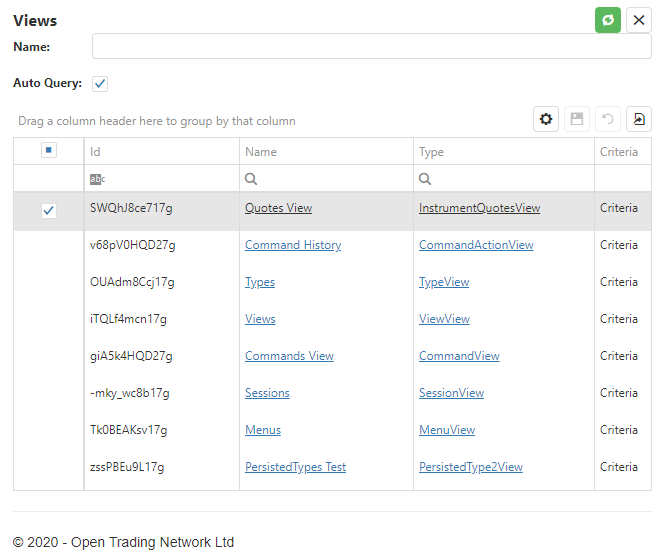 Views
Name:
Auto Query:
Drag a column header here to group by that column
Id Name Type Criteria
abc
SWQhJ8ce717g Quotes View InstrumentQuotesView Criteria
v68pV0HQD27g Command History CommandActionView Criteria
OUAdm8Ccj17g Types TypeView Criteria
iTQLf4mcn17g Views ViewView Criteria
giA5k4HQD27g Commands View CommandView Criteria
-mky_wc8b17g Sessions SessionView Criteria
Tk0BEAKsv17g Menus MenuView Criteria
zssPBEu9L17g PersistedTypes Test PersistedType2View Criteria
© 2020 - Open Trading Network Ltd